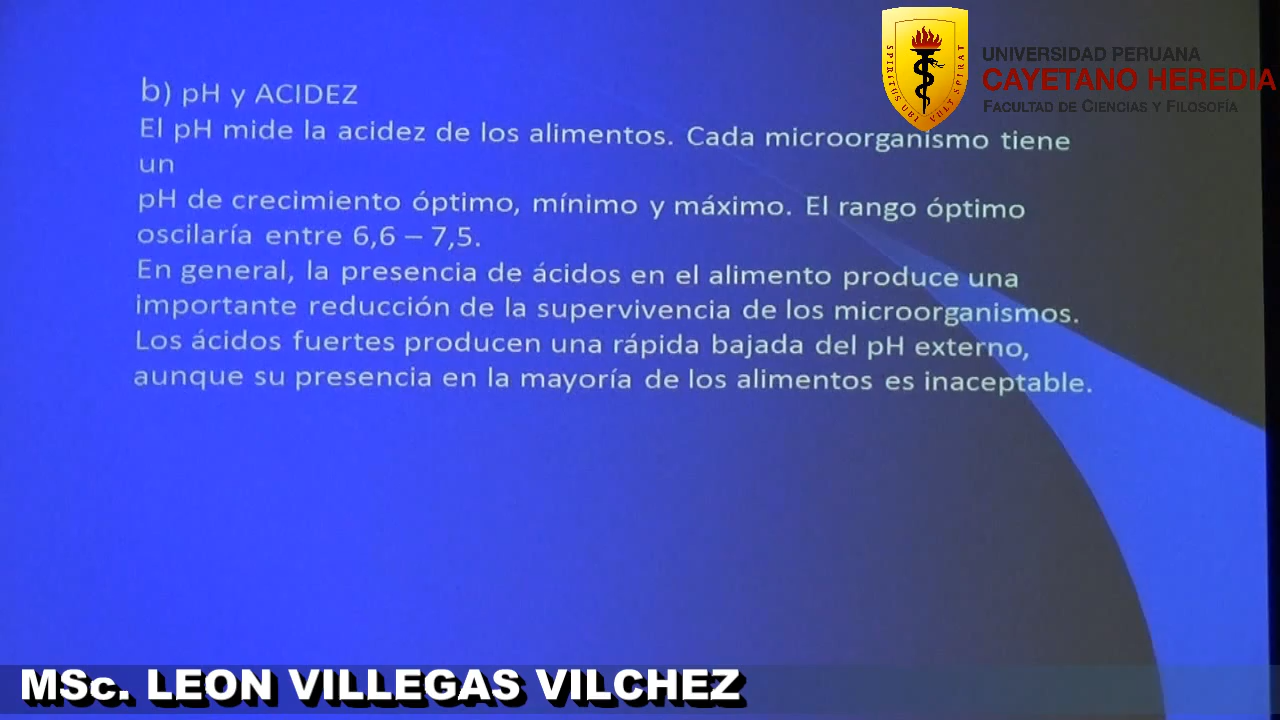 UNIVERSIDAD PERUANA
CAYETANO HEREDIA
FACULTAD DE CIENCIAS Y FILOSOFÍA
SPIRITUS UBI VULT SPIRAT
b) pH y ACIDEZ
El pH mide la acidez de los alimentos. Cada microorganismo tiene
un
pH de crecimiento óptimo, mínimo y máximo. El rango óptimo
oscilaría entre 6,6 – 7,5.
En general, la presencia de ácidos en el alimento produce una
importante reducción de la supervivencia de los microorganismos.
Los ácidos fuertes producen una rápida bajada del pH externo,
aunque su presencia en la mayoría de los alimentos es inaceptable.
MSc. LEON VILLEGAS VILCHEZ